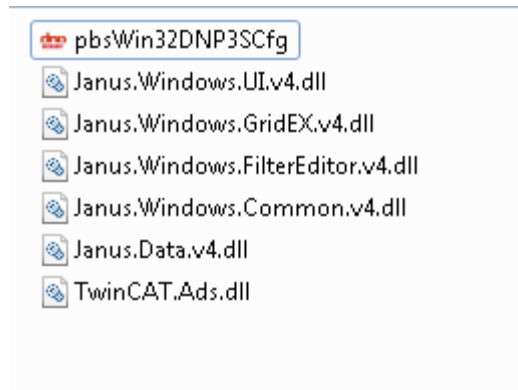 dnp pbsWin32DNP3SCfg
Janus.Windows.UI.v4.dll
Janus.Windows.GridEX.v4.dll
Janus.Windows.FilterEditor.v4.dll
Janus.Windows.Common.v4.dll
Janus.Data.v4.dll
TwinCAT.Ads.dll